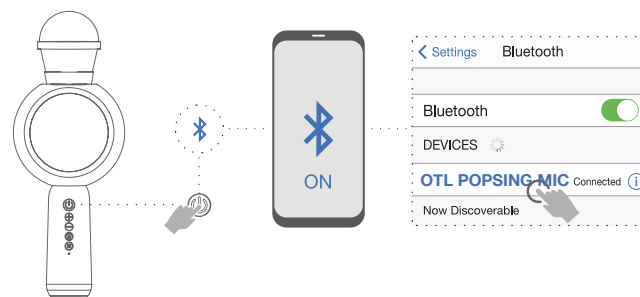 ON
Settings Bluetooth
Bluetooth
DEVICES
OTL POPSING MIC Connected i
Now Discoverable